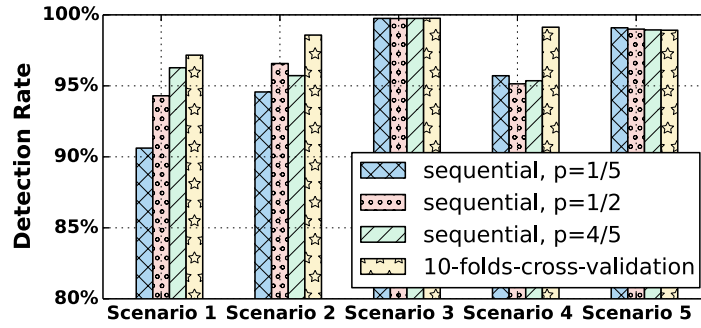 100%
95%
90%
85%
80%
Detection Rate
sequential, p=1/5
sequential, p=1/2
sequential, p=4/5
10-folds-cross-validation
Scenario 1 Scenario 2 Scenario 3 Scenario 4 Scenario 5